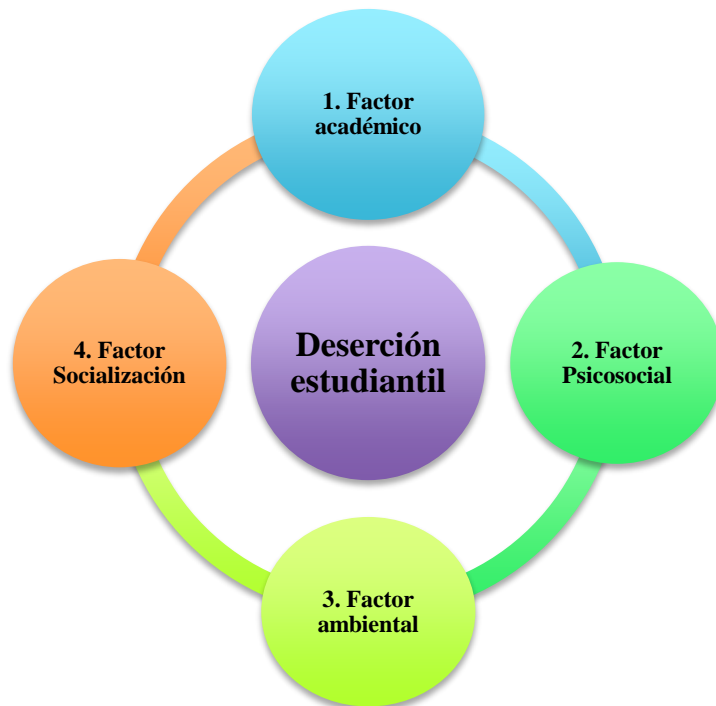 1. Factor
académico
4. Factor
Socialización
Deserción
estudiantil
2. Factor
Psicosocial
3. Factor
ambiental